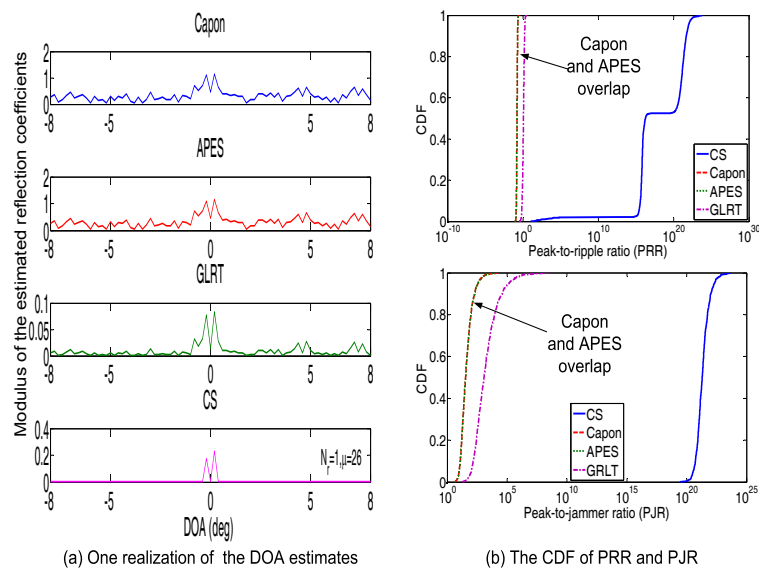 Capon
2
1
0
-8
-5
0
5
8
APES
2
1
0
-8
-5
0
5
8
GLRT
0.1
0.05
0
-8
-5
0
5
8
CS
0.4
0.2
0
N_r=1,μ=26
-8
-5
0
5
8
DOA (deg)
Modulus of the estimated reflection coefficients
(a) One realization of the DOA estimates
1
0.8
0.6
0.4
0.2
0
CDF
Capon
and APES
overlap
CS
Capon
APES
GLRT
10^-10
10^0
10^10
10^20
10^30
Peak-to-ripple ratio (PRR)
1
0.8
0.6
0.4
0.2
0
CDF
Capon
and APES
overlap
CS
Capon
APES
GRLT
10^0
10^5
10^10
10^15
10^20
10^25
Peak-to-jammer ratio (PJR)
(b) The CDF of PRR and PJR